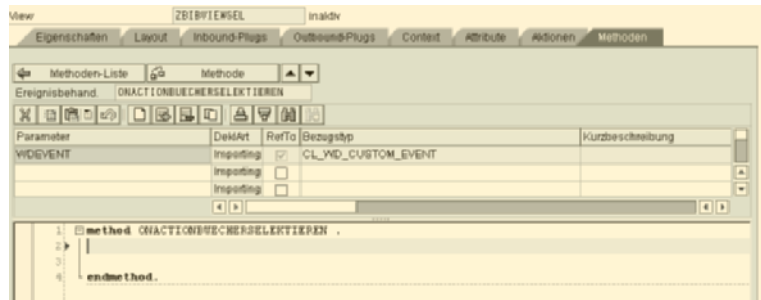 View ZBIBVIEWSEL inaktiv
Eigenschaften Layout Inbound-Plugs Outbound-Plugs Context Attribute Aktionen Methoden
Methoden-Liste Methode
Ereignisbehand. ONACTIONBUECHERSELEKTIEREN
Parameter DeklArt RefTo Bezugstyp Kurzbeschreibung
WDEVENT Importing CL_WD_CUSTOM_EVENT
Importing
Importing
1 method ONACTIONBUECHERSELEKTIEREN .
2
3
4 endmethod.